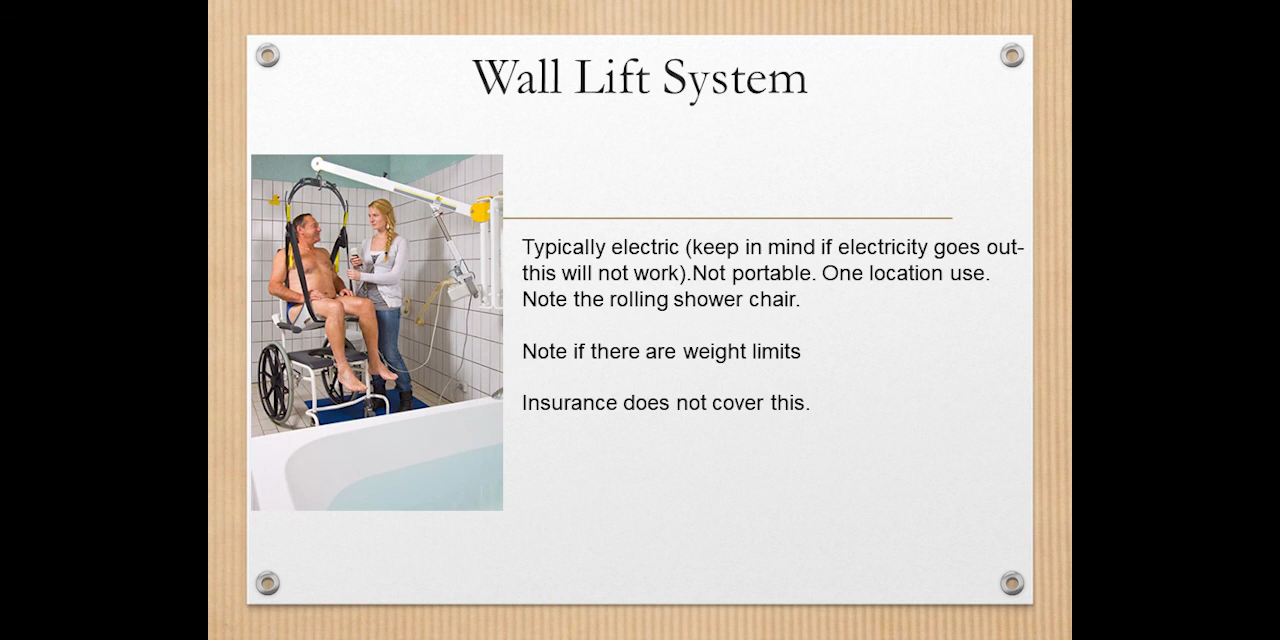 Wall Lift System
Typically electric (keep in mind if electricity goes out-
this will not work).Not portable. One location use.
Note the rolling shower chair.
Note if there are weight limits
Insurance does not cover this.